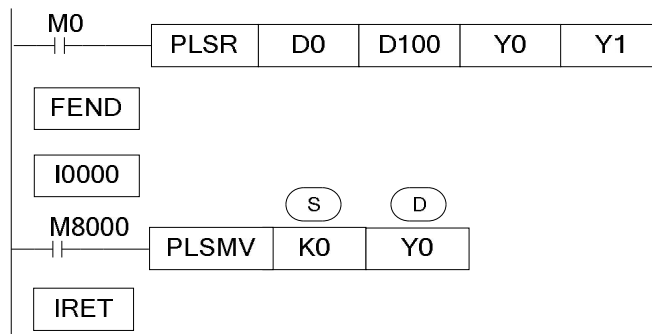 M0
PLSR D0 D100 Y0 Y1
FEND
I0000
S D
M8000
PLSMV K0 Y0
IRET